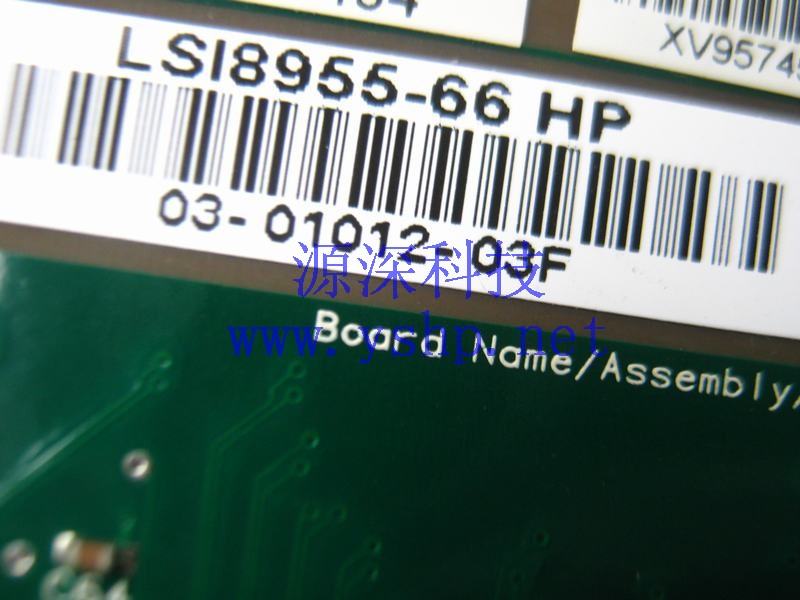 XV9574
LSI8955-66 HP
03-01012-03F
源深科技
www.yshp.net
Board Name/Assembly/